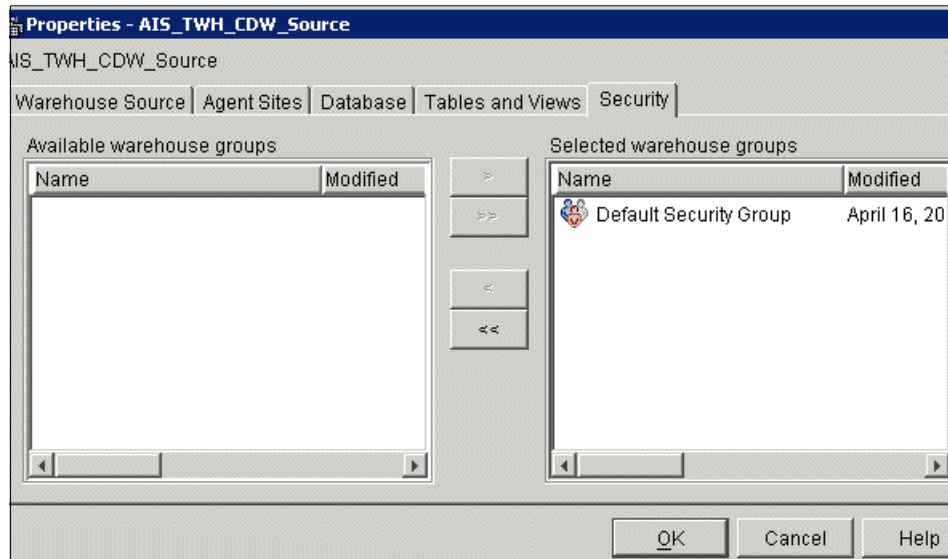 Properties - AIS_TWH_CDW_Source
AIS_TWH_CDW_Source
Warehouse Source Agent Sites Database Tables and Views Security
Available warehouse groups
Name Modified
>
>>
<
<<
Selected warehouse groups
Name Modified
Default Security Group April 16, 20
OK Cancel Help